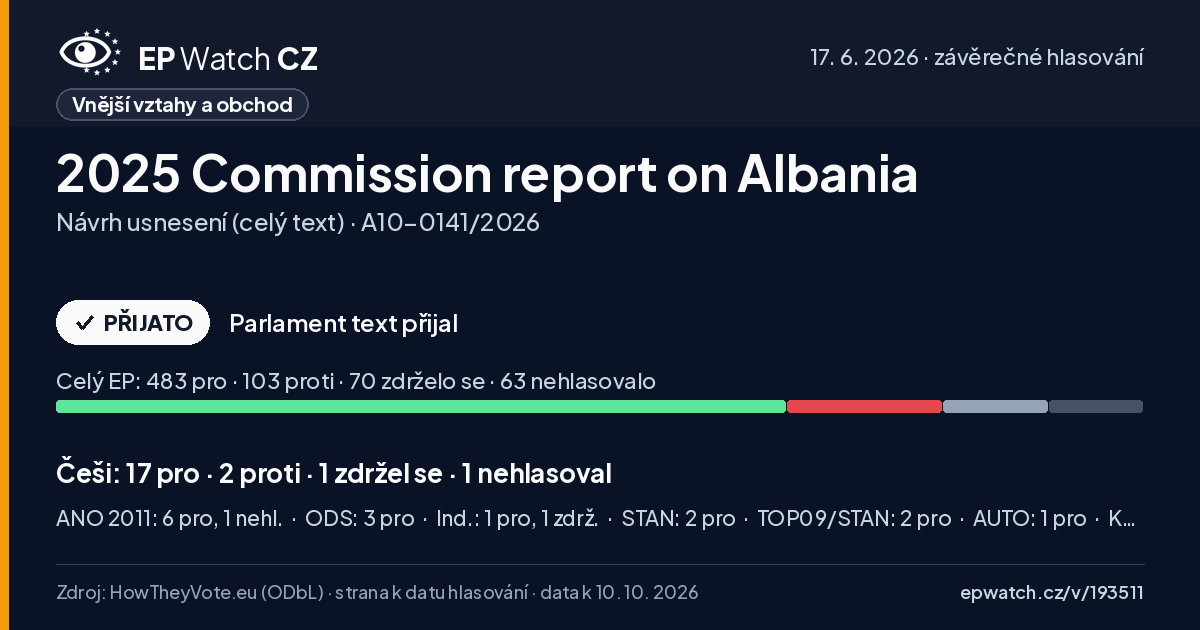 EP Watch CZ
17. 6. 2026 · závěrečné hlasování
Vnější vztahy a obchod
2025 Commission report on Albania
Návrh usnesení (celý text) · A10–0141/2026
✓ PŘIJATO Parlament text přijal
Celý EP: 483 pro · 103 proti · 70 zdrželo se · 63 nehlasovalo
Češi: 17 pro · 2 proti · 1 zdržel se · 1 nehlasoval
ANO 2011: 6 pro, 1 nehl. · ODS: 3 pro · Ind.: 1 pro, 1 zdrž. · STAN: 2 pro · TOP09/STAN: 2 pro · AUTO: 1 pro · K…
Zdroj: HowTheyVote.eu (ODbL) · strana k datu hlasování · data k 10. 10. 2026
epwatch.cz/v/193511